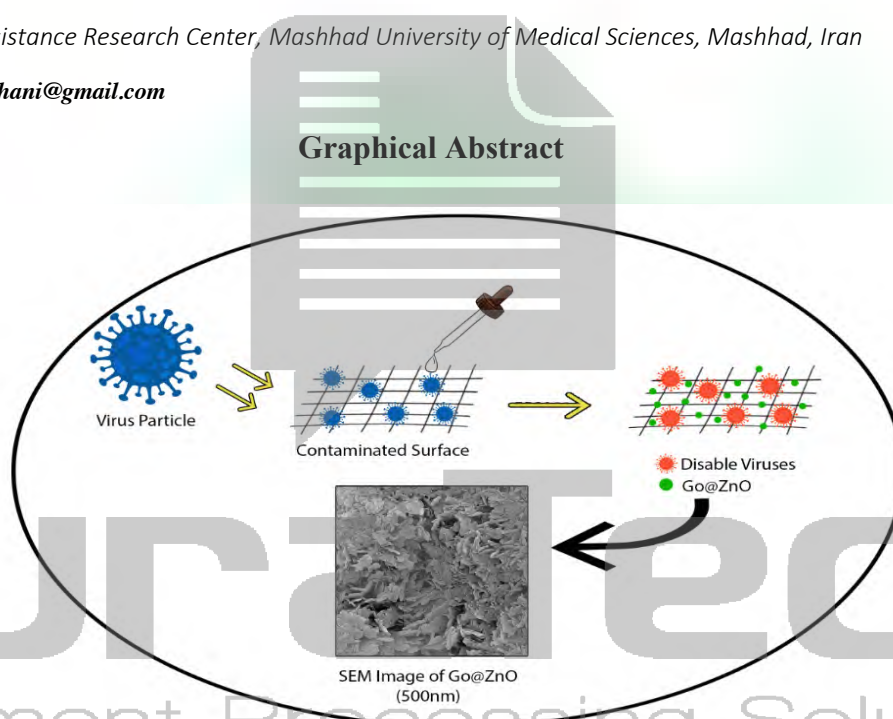 istance Research Center, Mashhad University of Medical Sciences, Mashhad, Iran
hani@gmail.com
Graphical Abstract
Virus Particle
Contaminated Surface
Disable Viruses
Go@ZnO
SEM Image of Go@ZnO
(500nm)